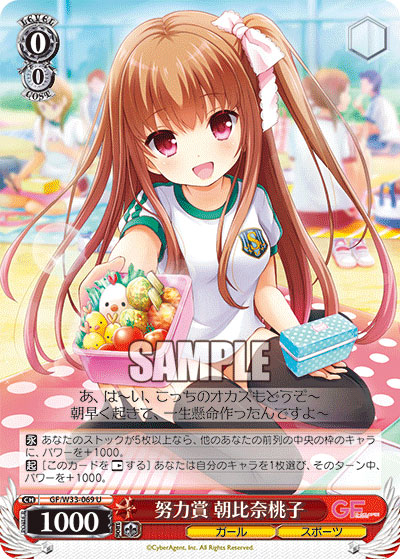 LEVEL
0
0
COST
SAMPLE
あ、は〜い、こっちのオカズもどうぞ〜
朝早く起きて、一生懸命作ったんですよ〜
永 あなたのストックが5枚以上なら、他のあなたの前列の中央の枠のキャラに、パワーを+1000。
起 [このカードをレストする] あなたは自分のキャラを1枚選び、そのターン中、パワーを+1000。
CH GF/W33-069 U
1000
努力賞 朝比奈桃子
GF
ガール
スポーツ
©CyberAgent, Inc. All Rights Reserved.